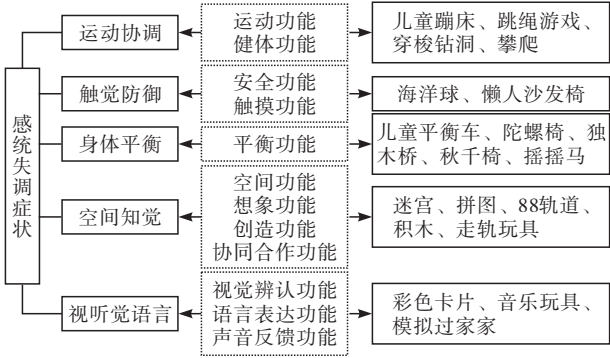 感统失调症状
运动协调
运动功能
健体功能
儿童蹦床、跳绳游戏、
穿梭钻洞、攀爬
触觉防御
安全功能
触摸功能
海洋球、懒人沙发椅
身体平衡
平衡功能
儿童平衡车、陀螺椅、独
木桥、秋千椅、摇摇马
空间知觉
空间功能
想象功能
创造功能
协同合作功能
迷宫、拼图、88轨道、
积木、走轨玩具
视听觉语言
视觉辨认功能
语言表达功能
声音反馈功能
彩色卡片、音乐玩具、
模拟过家家